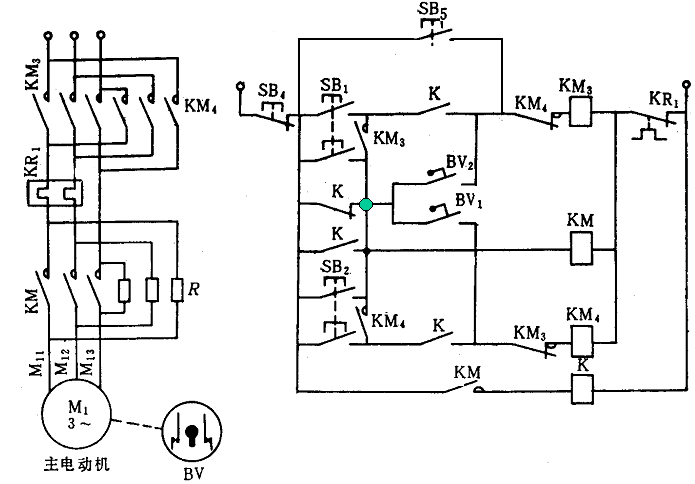 KM₃
KM₄
KR₁
KM
R
M₁₁
M₁₂
M₁₃
M₁
3～
主电动机
BV
SB₅
SB₄
SB₁
K
KM₄
KM₃
KR₁
KM₃
BV₂
K
BV₁
K
KM
SB₂
KM₄
K
KM₃
KM₄
K
KM